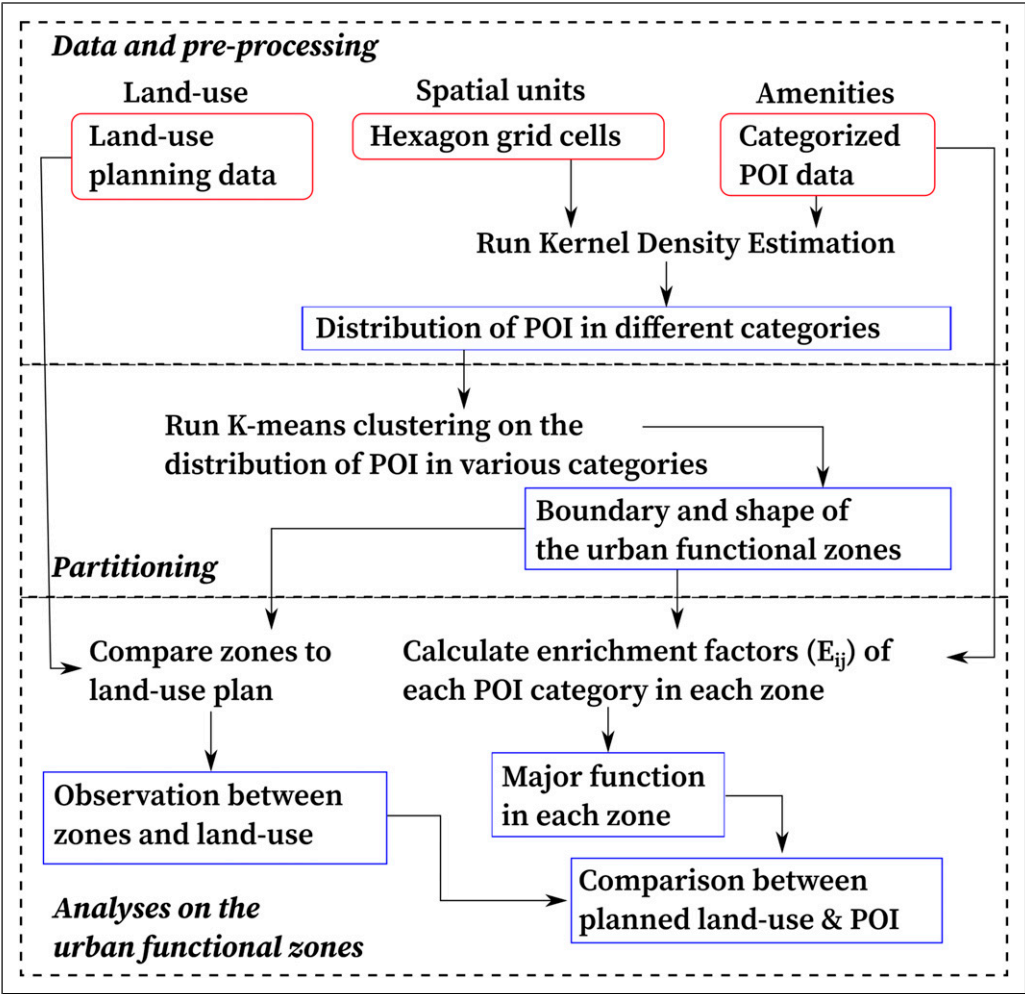 Data and pre-processing
Land-use
Spatial units
Amenities
Land-use
planning data
Hexagon grid cells
Categorized
POI data
Run Kernel Density Estimation
Distribution of POI in different categories
Run K-means clustering on the
distribution of POI in various categories
Boundary and shape of
the urban functional zones
Partitioning
Compare zones to
land-use plan
Calculate enrichment factors (E_ij) of
each POI category in each zone
Observation between
zones and land-use
Major function
in each zone
Comparison between
planned land-use & POI
Analyses on the
urban functional zones